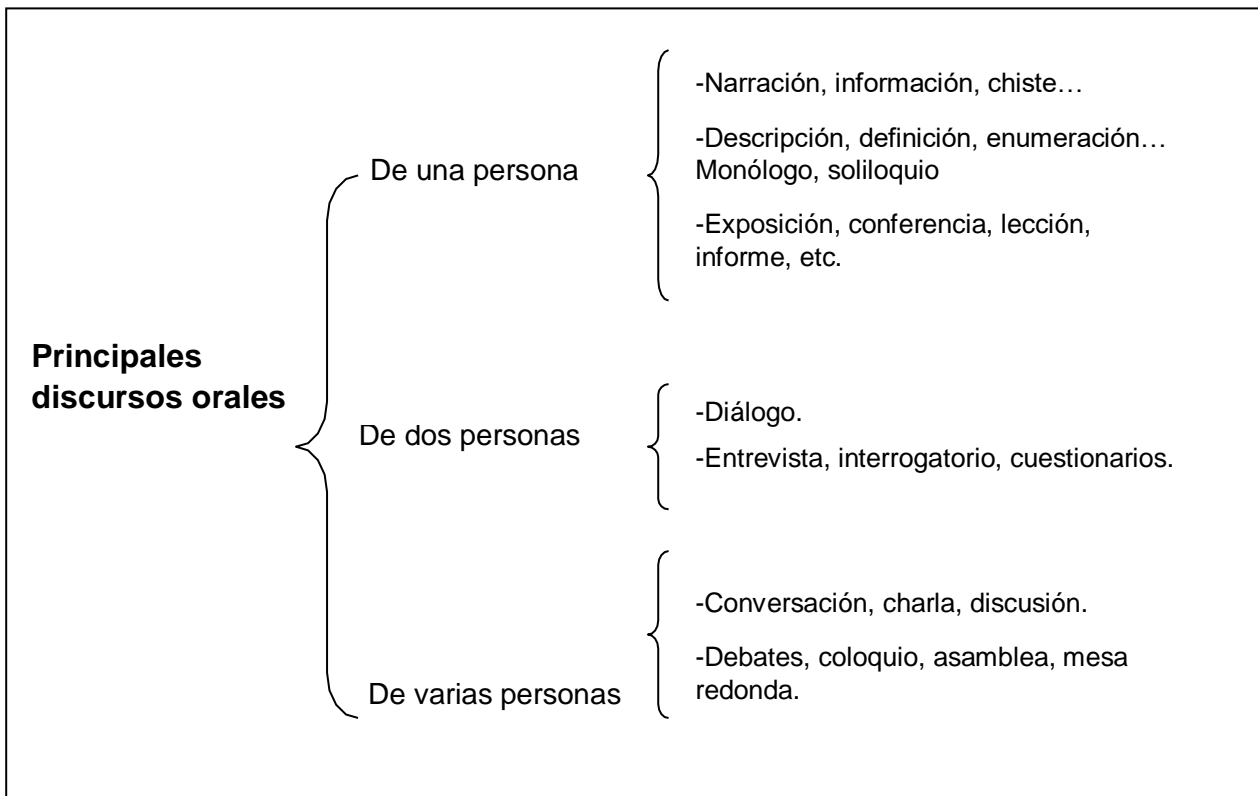 Principales
discursos orales
De una persona
-Narración, información, chiste…
-Descripción, definición, enumeración…
Monólogo, soliloquio
-Exposición, conferencia, lección,
informe, etc.
De dos personas
-Diálogo.
-Entrevista, interrogatorio, cuestionarios.
De varias personas
-Conversación, charla, discusión.
-Debates, coloquio, asamblea, mesa
redonda.